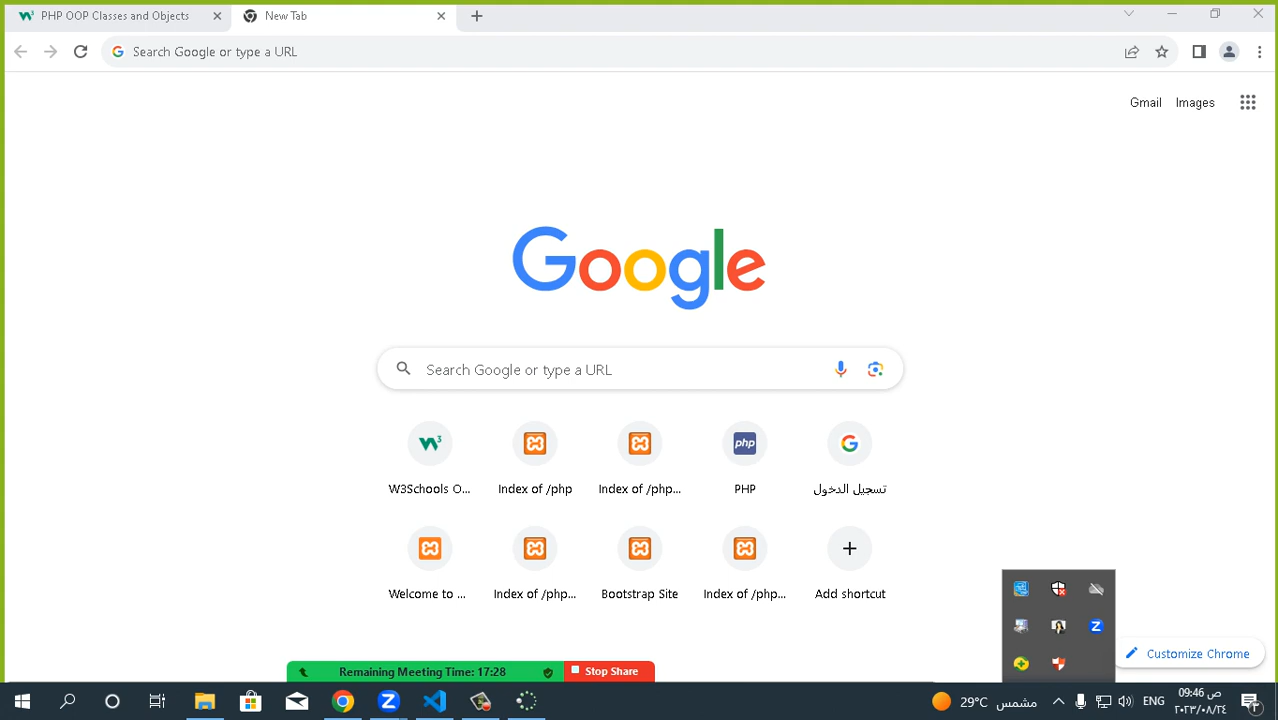 PHP OOP Classes and Objects
New Tab
Search Google or type a URL
Gmail
Images
Google
Search Google or type a URL
W3Schools O...
Index of /php
Index of /php...
PHP
تسجيل الدخول
Welcome to ...
Index of /php...
Bootstrap Site
Index of /php...
Add shortcut
Customize Chrome
Remaining Meeting Time: 17:28
Stop Share
29°C مشمس
ENG
09:46 ص
٢٠٢٣/٠٨/٢٤